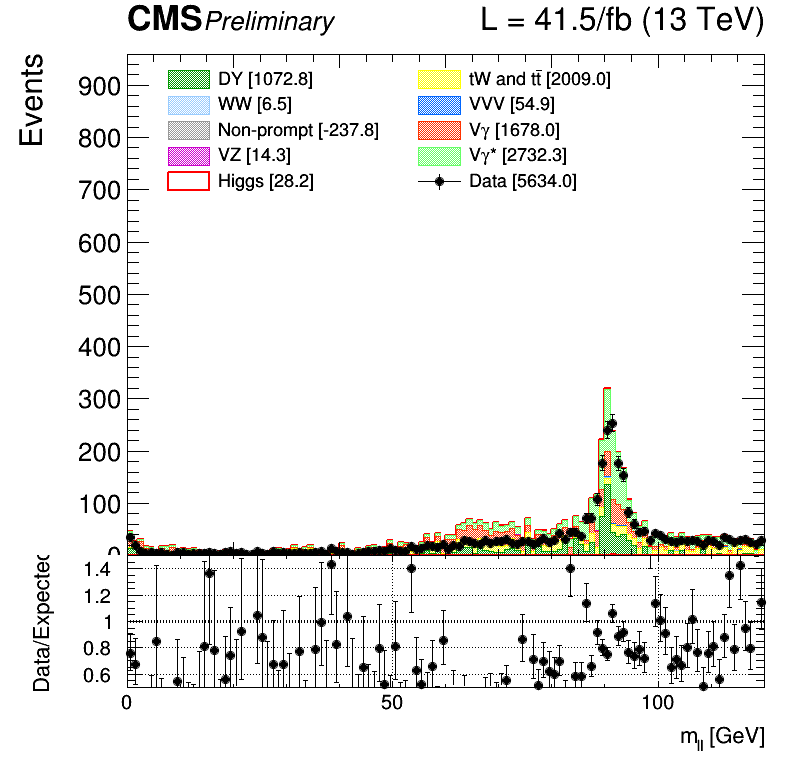 CMS Preliminary L = 41.5/fb (13 TeV)
Events
900
800
700
600
500
400
300
200
100
0
DY [1072.8]
WW [6.5]
Non-prompt [-237.8]
VZ [14.3]
Higgs [28.2]
tW and tt̄ [2009.0]
VVV [54.9]
Vγ [1678.0]
Vγ* [2732.3]
Data [5634.0]
Data/Expected
1.4
1.2
1
0.8
0.6
0 50 100
m_ll [GeV]